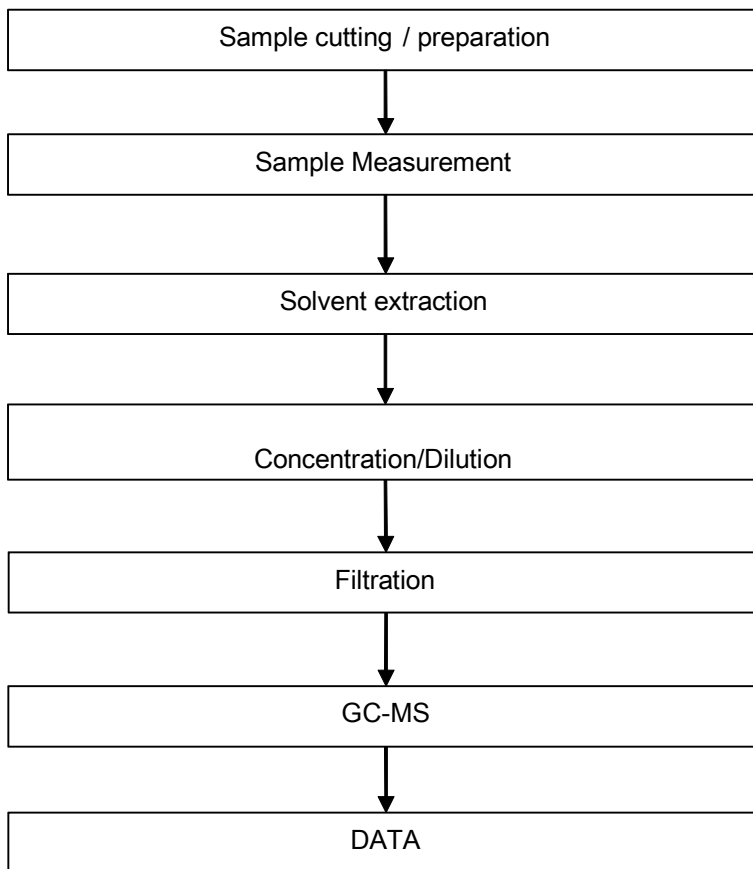 Sample cutting / preparation
Sample Measurement
Solvent extraction
Concentration/Dilution
Filtration
GC-MS
DATA